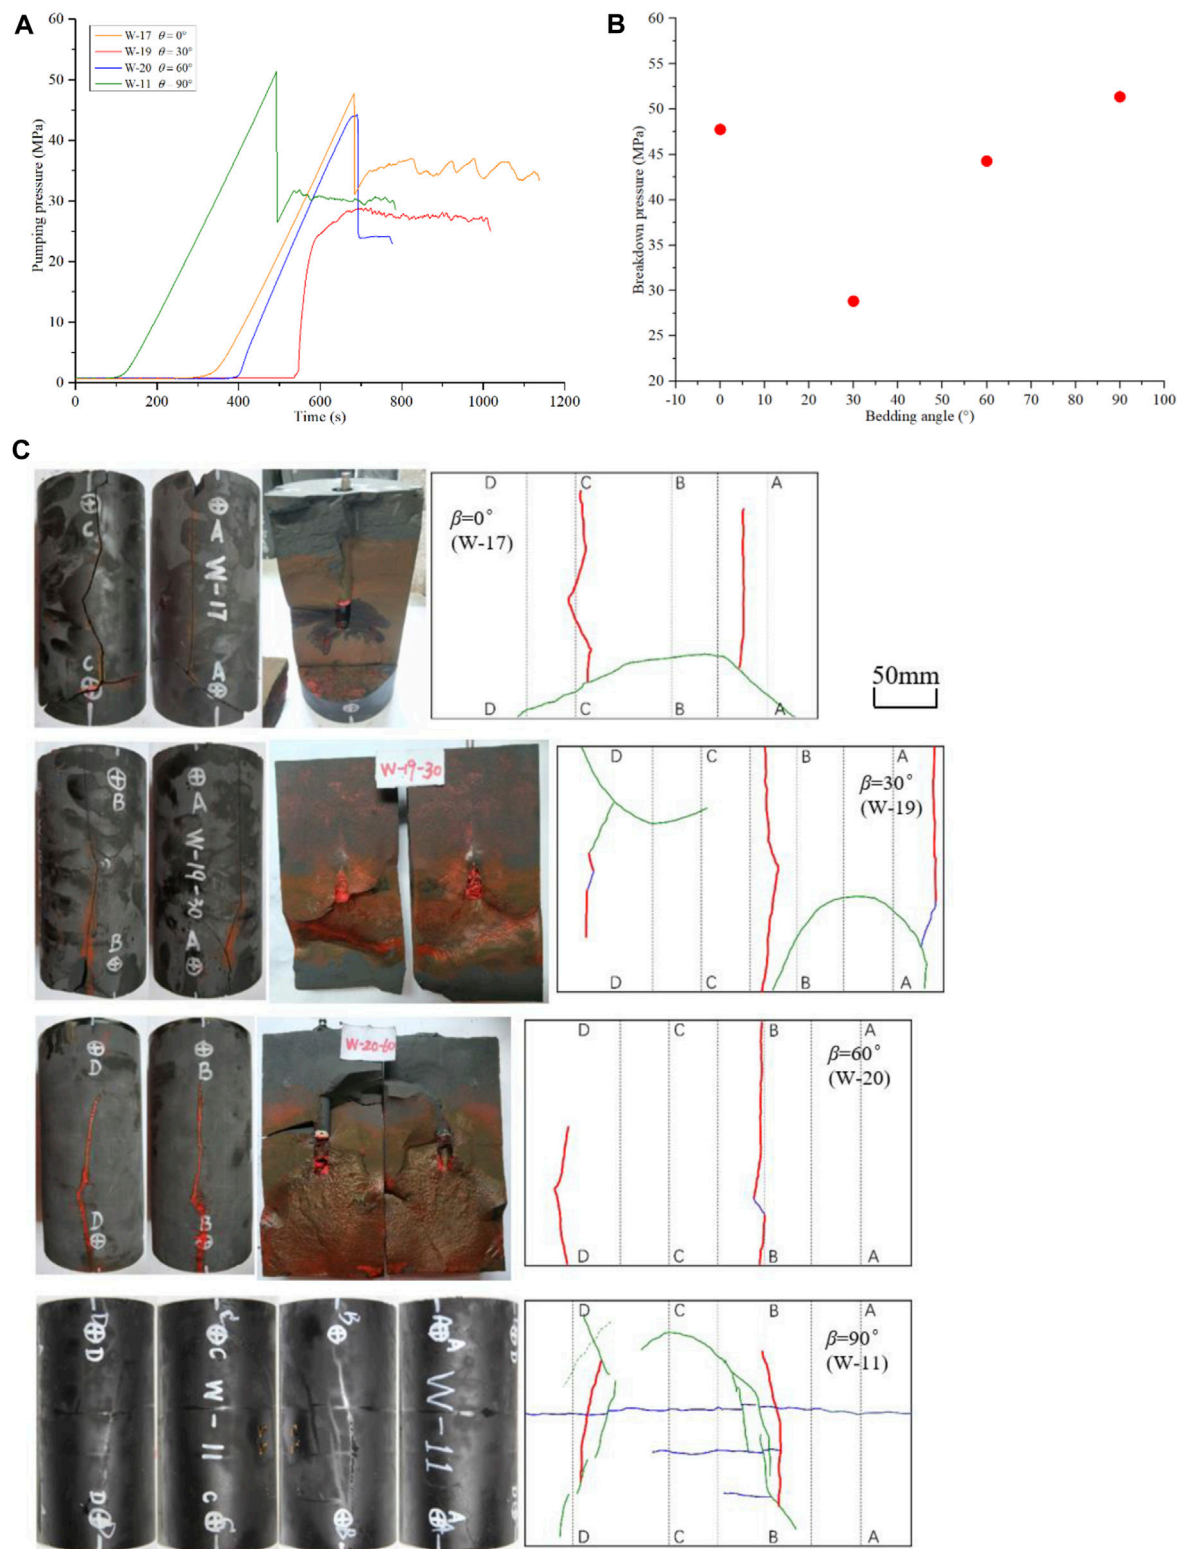 A
60
50
40
30
20
10
0
Pumping pressure (MPa)
W-17 θ = 0°
W-19 θ = 30°
W-20 θ = 60°
W-11 θ = 90°
0 200 400 600 800 1000 1200
Time (s)
B
60
55
50
45
40
35
30
25
20
Breakdown pressure (MPa)
-10 0 10 20 30 40 50 60 70 80 90 100
Bedding angle (°)
C
C
C
A
W-17
A
D C B A
β=0°
(W-17)
D C B A
50mm
B
B
A
W-19-30
A
W-19-30
D C B A
β=30°
(W-19)
D C B A
D
D
B
B
W-20-60
D C B A
β=60°
(W-20)
D C B A
D
D
C
W-11
C
B
B
A
W-11
A
D C B A
β=90°
(W-11)
D C B A